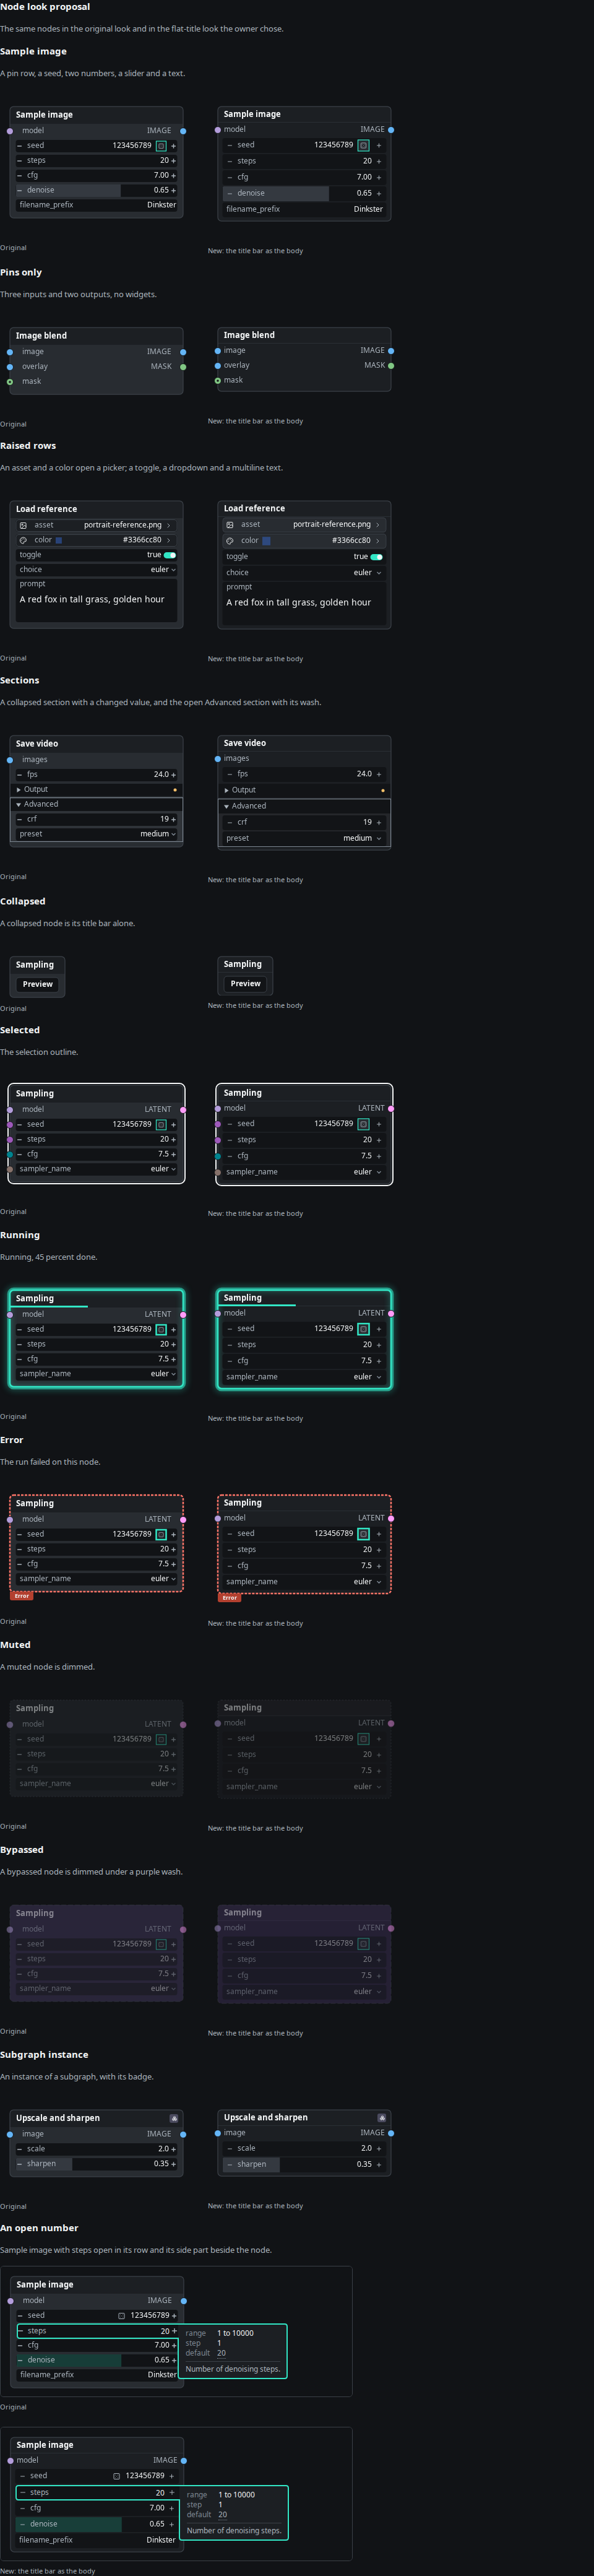 Node look proposal
The same nodes in the original look and in the flat-title look the owner chose.
Sample image
A pin row, a seed, two numbers, a slider and a text.
Sample image
model IMAGE
seed 123456789
steps 20
cfg 7.00
denoise 0.65
filename_prefix Dinkster
Original
Sample image
model IMAGE
seed 123456789
steps 20
cfg 7.00
denoise 0.65
filename_prefix Dinkster
New: the title bar as the body
Pins only
Three inputs and two outputs, no widgets.
Image blend
image IMAGE
overlay MASK
mask
Original
Image blend
image IMAGE
overlay MASK
mask
New: the title bar as the body
Raised rows
An asset and a color open a picker; a toggle, a dropdown and a multiline text.
Load reference
asset portrait-reference.png
color #3366cc80
toggle true
choice euler
prompt
A red fox in tall grass, golden hour
Original
Load reference
asset portrait-reference.png
color #3366cc80
toggle true
choice euler
prompt
A red fox in tall grass, golden hour
New: the title bar as the body
Sections
A collapsed section with a changed value, and the open Advanced section with its wash.
Save video
images
fps 24.0
Output
Advanced
crf 19
preset medium
Original
Save video
images
fps 24.0
Output
Advanced
crf 19
preset medium
New: the title bar as the body
Collapsed
A collapsed node is its title bar alone.
Sampling
Preview
Original
Sampling
Preview
New: the title bar as the body
Selected
The selection outline.
Sampling
model LATENT
seed 123456789
steps 20
cfg 7.5
sampler_name euler
Original
Sampling
model LATENT
seed 123456789
steps 20
cfg 7.5
sampler_name euler
New: the title bar as the body
Running
Running, 45 percent done.
Sampling
model LATENT
seed 123456789
steps 20
cfg 7.5
sampler_name euler
Original
Sampling
model LATENT
seed 123456789
steps 20
cfg 7.5
sampler_name euler
New: the title bar as the body
Error
The run failed on this node.
Sampling
model LATENT
seed 123456789
steps 20
cfg 7.5
sampler_name euler
Error
Original
Sampling
model LATENT
seed 123456789
steps 20
cfg 7.5
sampler_name euler
Error
New: the title bar as the body
Muted
A muted node is dimmed.
Sampling
model LATENT
seed 123456789
steps 20
cfg 7.5
sampler_name euler
Original
Sampling
model LATENT
seed 123456789
steps 20
cfg 7.5
sampler_name euler
New: the title bar as the body
Bypassed
A bypassed node is dimmed under a purple wash.
Sampling
model LATENT
seed 123456789
steps 20
cfg 7.5
sampler_name euler
Original
Sampling
model LATENT
seed 123456789
steps 20
cfg 7.5
sampler_name euler
New: the title bar as the body
Subgraph instance
An instance of a subgraph, with its badge.
Upscale and sharpen
image IMAGE
scale 2.0
sharpen 0.35
Original
Upscale and sharpen
image IMAGE
scale 2.0
sharpen 0.35
New: the title bar as the body
An open number
Sample image with steps open in its row and its side part beside the node.
Sample image
model IMAGE
seed 123456789
steps 20
cfg 7.00
denoise 0.65
filename_prefix Dinkster
range 1 to 10000
step 1
default 20
Number of denoising steps.
Original
Sample image
model IMAGE
seed 123456789
steps 20
cfg 7.00
denoise 0.65
filename_prefix Dinkster
range 1 to 10000
step 1
default 20
Number of denoising steps.
New: the title bar as the body